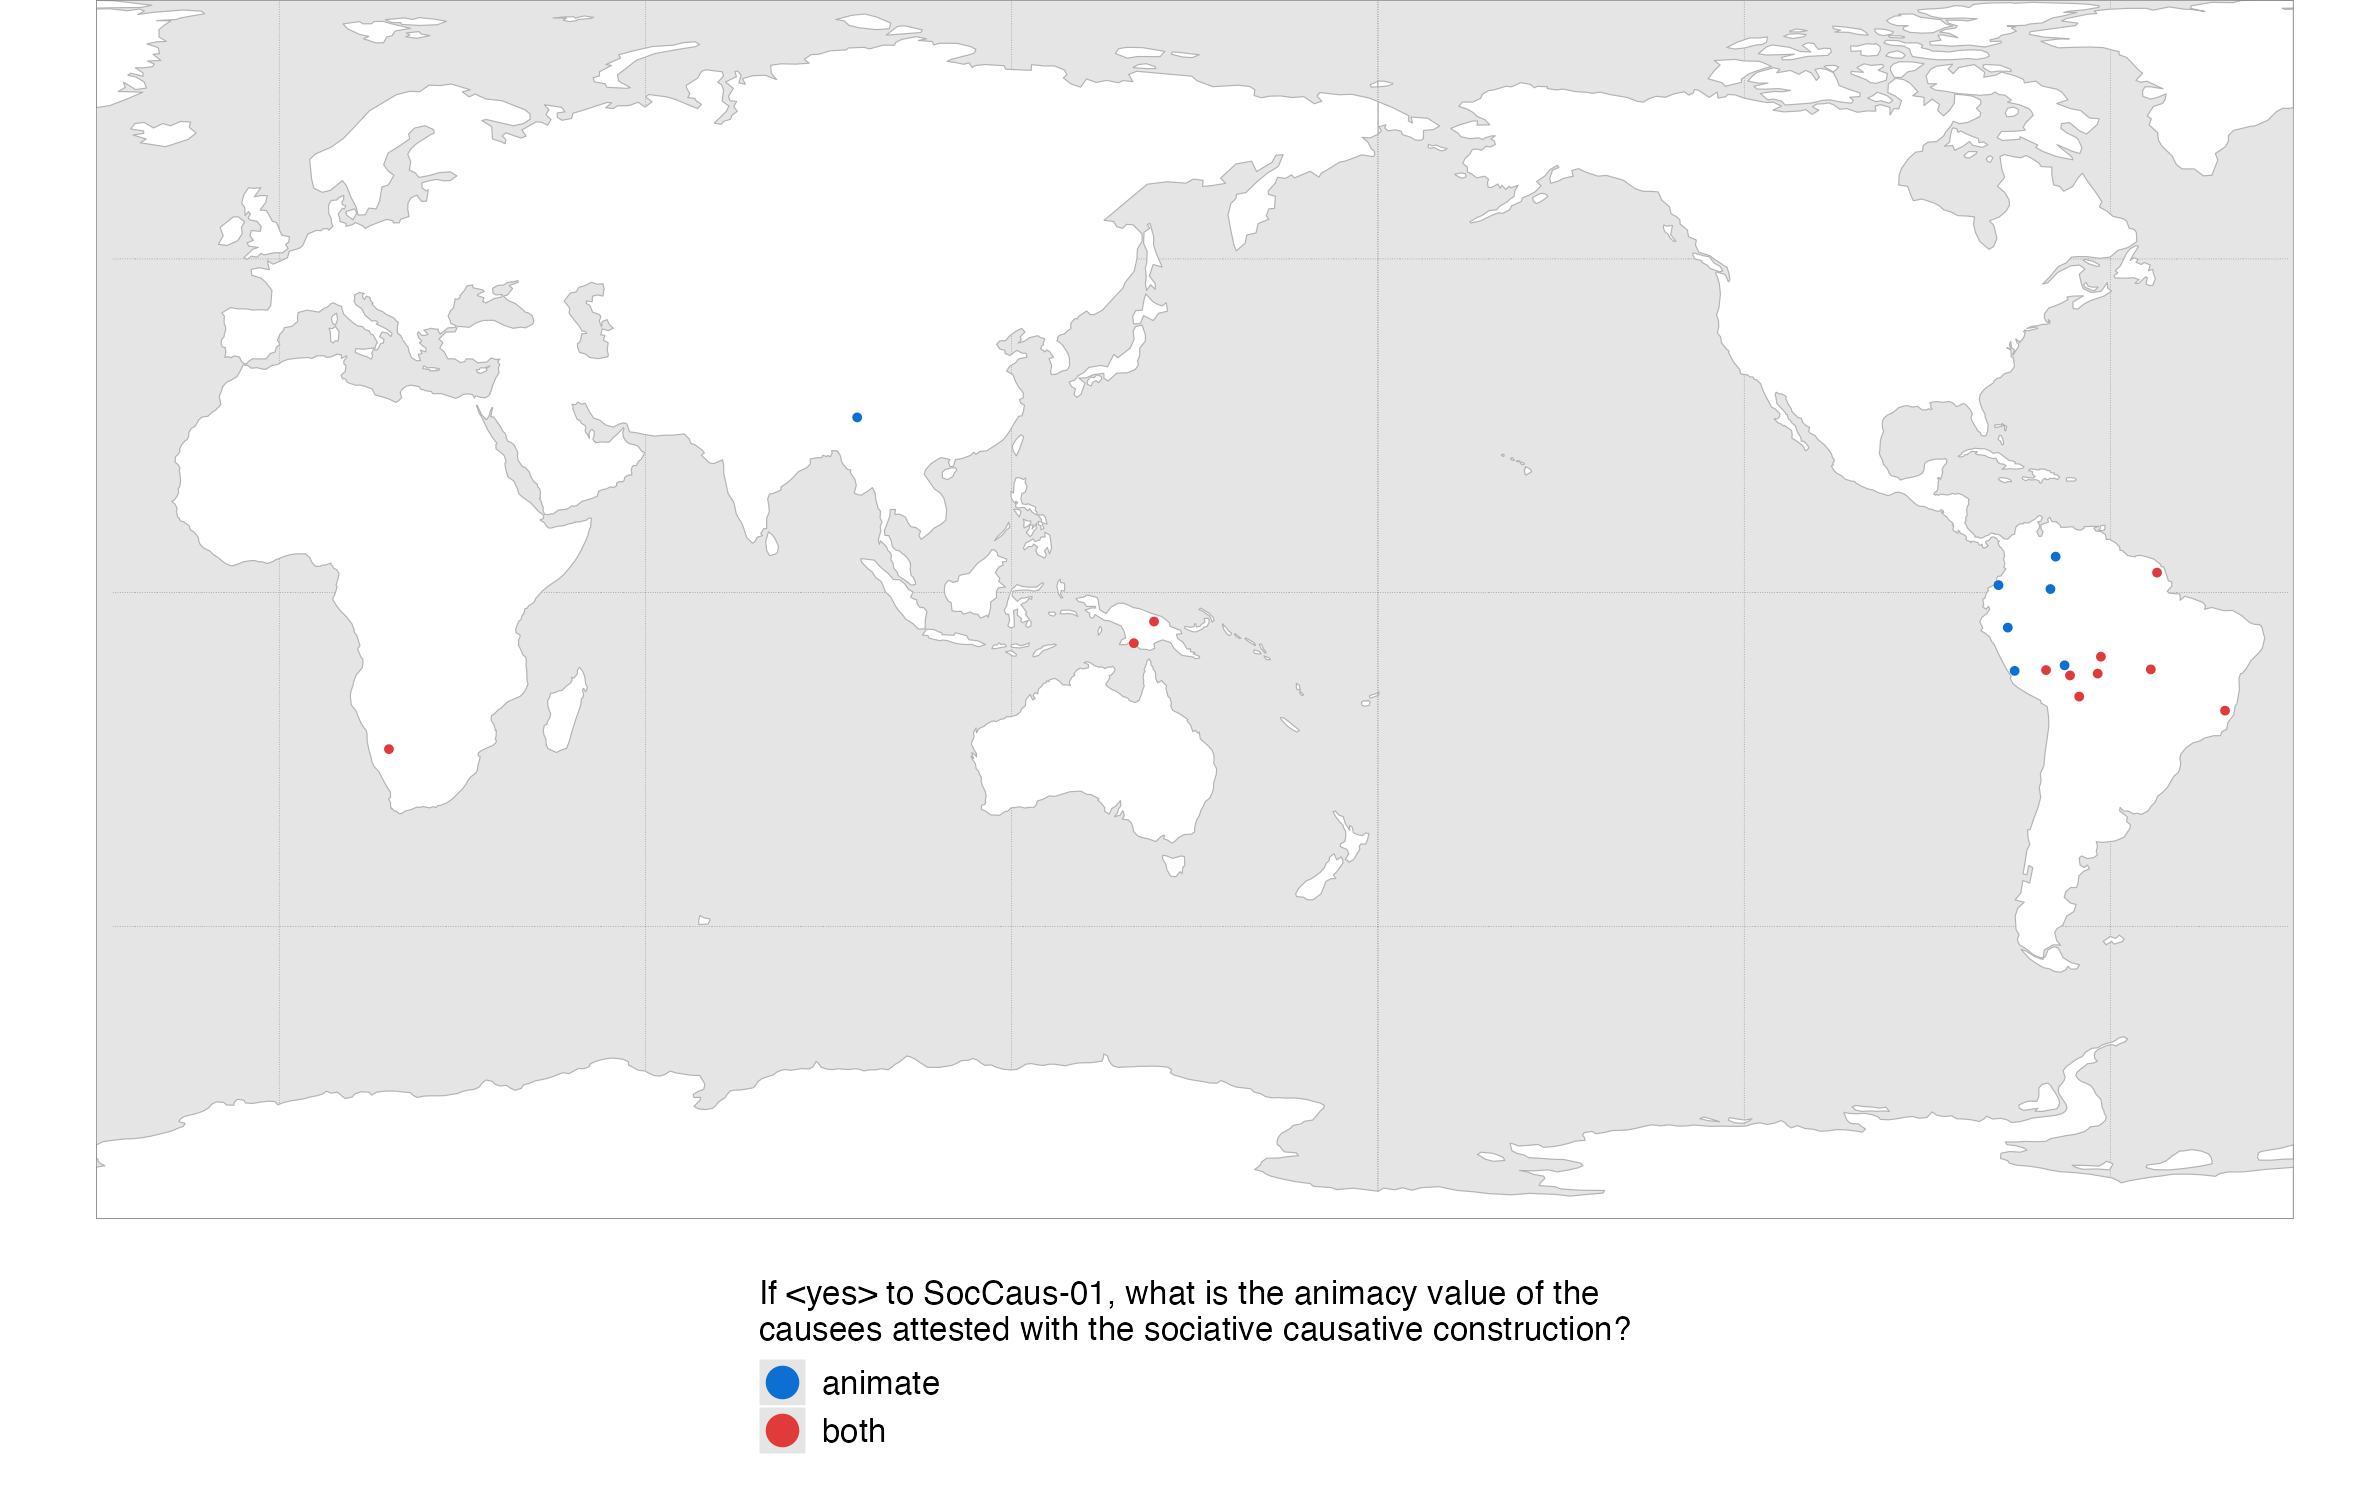 If <yes> to SocCaus-01, what is the animacy value of the
causees attested with the sociative causative construction?
animate
both